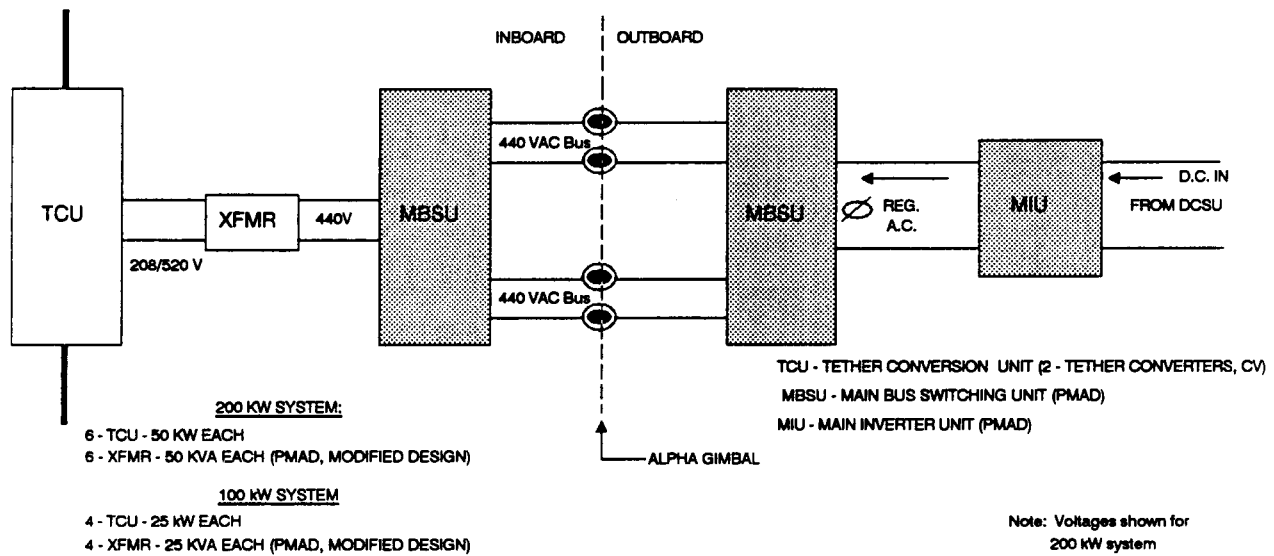 INBOARD
OUTBOARD
TCU
208/520 V
XFMR
440V
MBSU
440 VAC Bus
440 VAC Bus
MBSU
REG.
A.C.
MIU
D.C. IN
FROM DCSU
ALPHA GIMBAL
TCU - TETHER CONVERSION UNIT (2 - TETHER CONVERTERS, CV)
MBSU - MAIN BUS SWITCHING UNIT (PMAD)
MIU - MAIN INVERTER UNIT (PMAD)
200 KW SYSTEM:
6 - TCU - 50 KW EACH
6 - XFMR - 50 KVA EACH (PMAD, MODIFIED DESIGN)
100 kW SYSTEM
4 - TCU - 25 kW EACH
4 - XFMR - 25 KVA EACH (PMAD, MODIFIED DESIGN)
Note: Voltages shown for
200 kW system